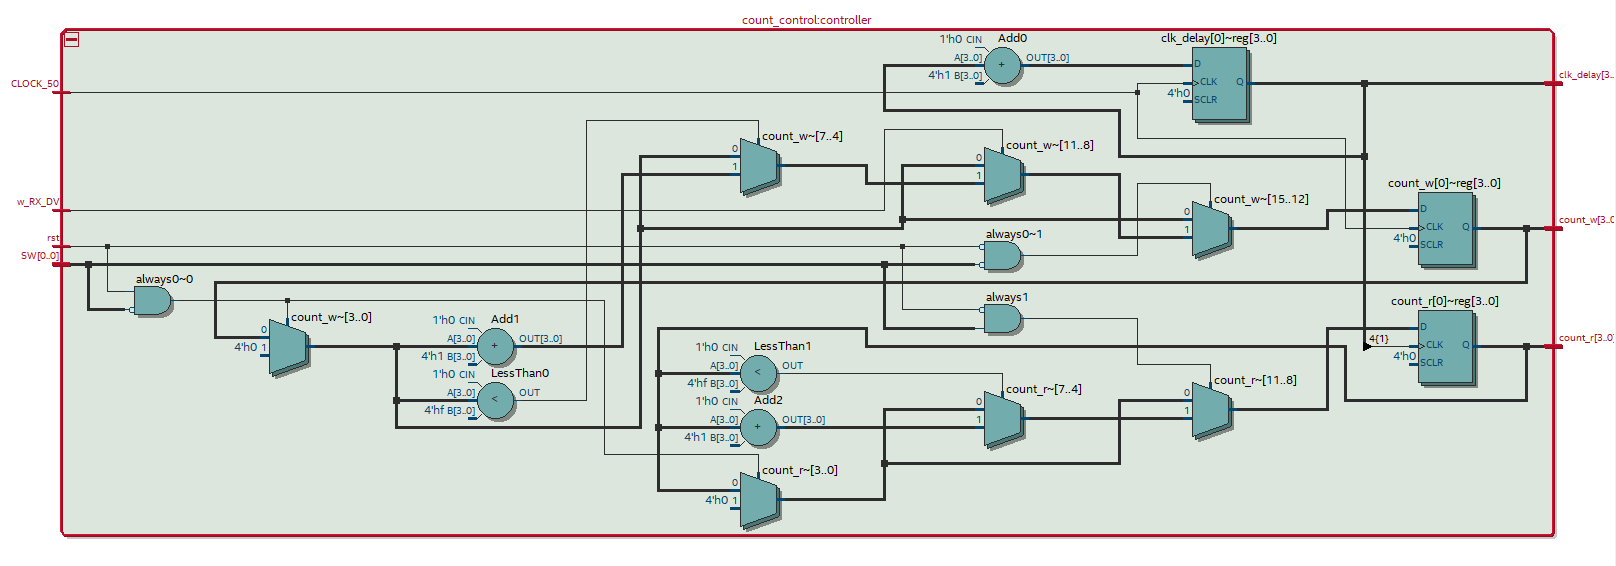 count_control:controller
1'h0 CIN
Add0
A[3..0]
OUT[3..0]
4'h1 B[3..0]
clk_delay[0]~reg[3..0]
D
CLK
Q
4'h0
SCLR
CLOCK_50
clk_delay[3..
count_w~[7..4]
0
1
count_w~[11..8]
0
1
w_RX_DV
count_w~[15..12]
0
1
count_w[0]~reg[3..0]
D
CLK
Q
4'h0
SCLR
count_w[3..0
rst
SW[0..0]
always0~1
always0~0
count_w~[3..0]
0
4'h0
1
1'h0 CIN
Add1
A[3..0]
OUT[3..0]
4'h1 B[3..0]
1'h0 CIN
LessThan0
A[3..0]
OUT
4'hf B[3..0]
always1
1'h0 CIN
LessThan1
A[3..0]
OUT
4'hf B[3..0]
1'h0 CIN
Add2
A[3..0]
OUT[3..0]
4'h1 B[3..0]
count_r~[7..4]
0
1
count_r~[11..8]
0
1
count_r[0]~reg[3..0]
D
4{1}
CLK
Q
4'h0
SCLR
count_r[3..0]
count_r~[3..0]
0
4'h0 1
+
+
<
<
+